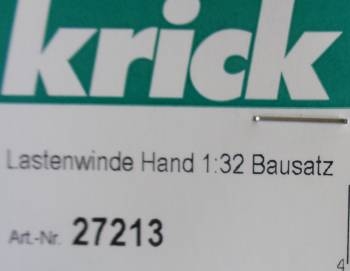 krick
Lastenwinde Hand 1:32 Bausatz
Art.-Nr. 27213
4